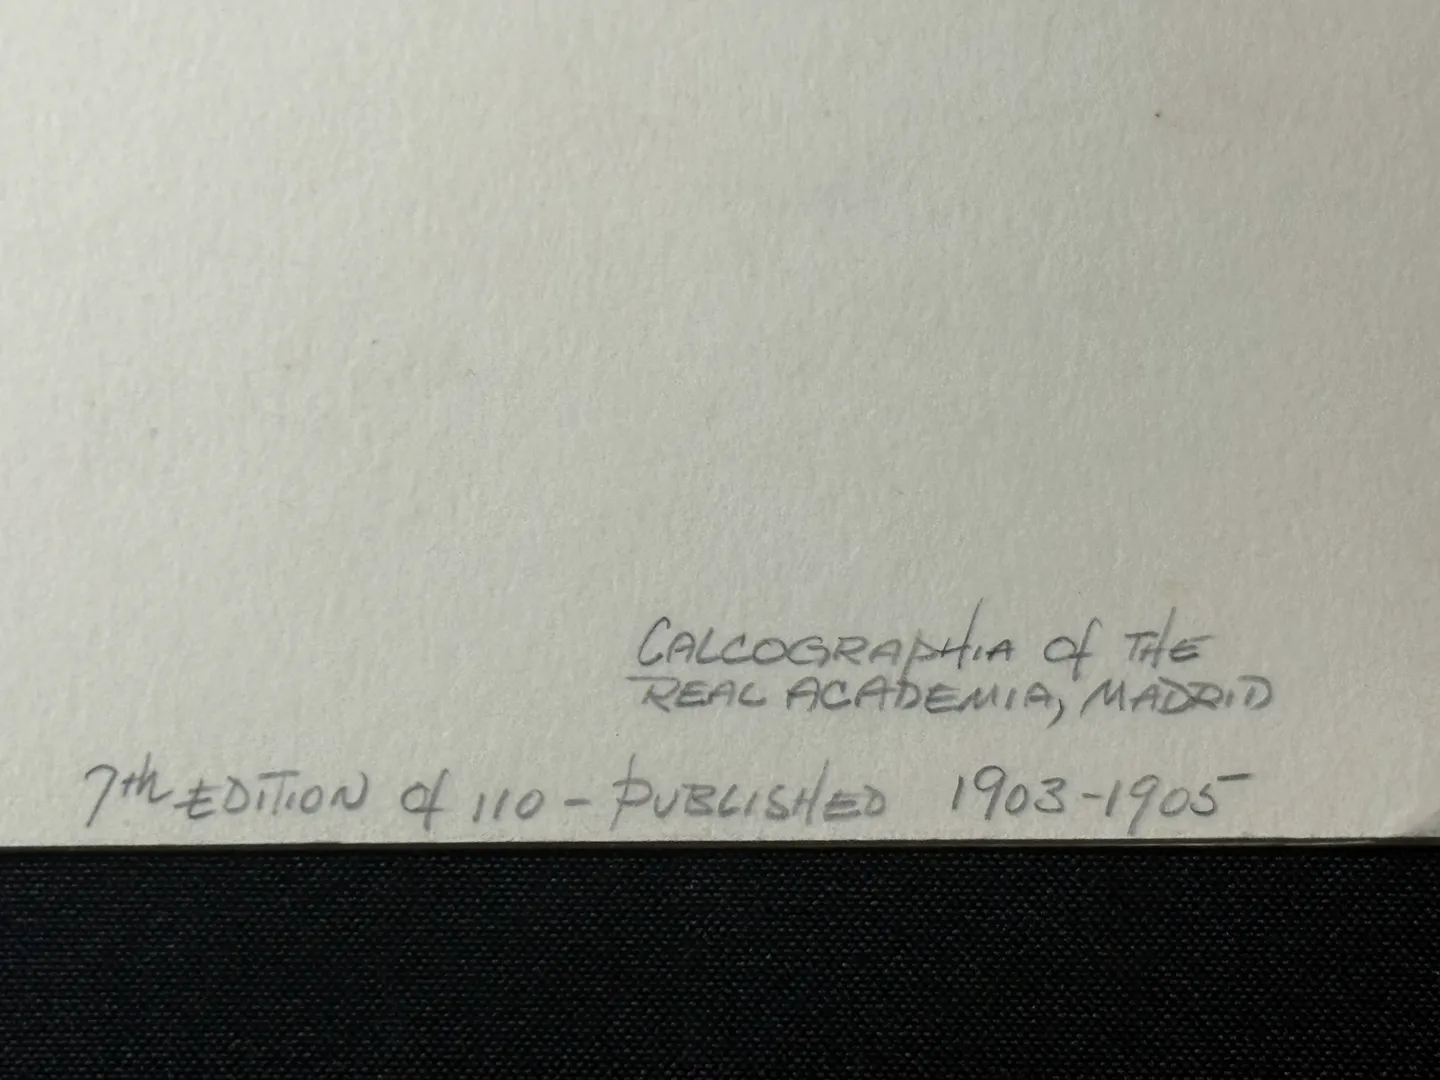 CALCOGRAPHIA of THE
REAL ACADEMIA, MADRID
7th EDITION of 110 - PUBLISHED 1903-1905